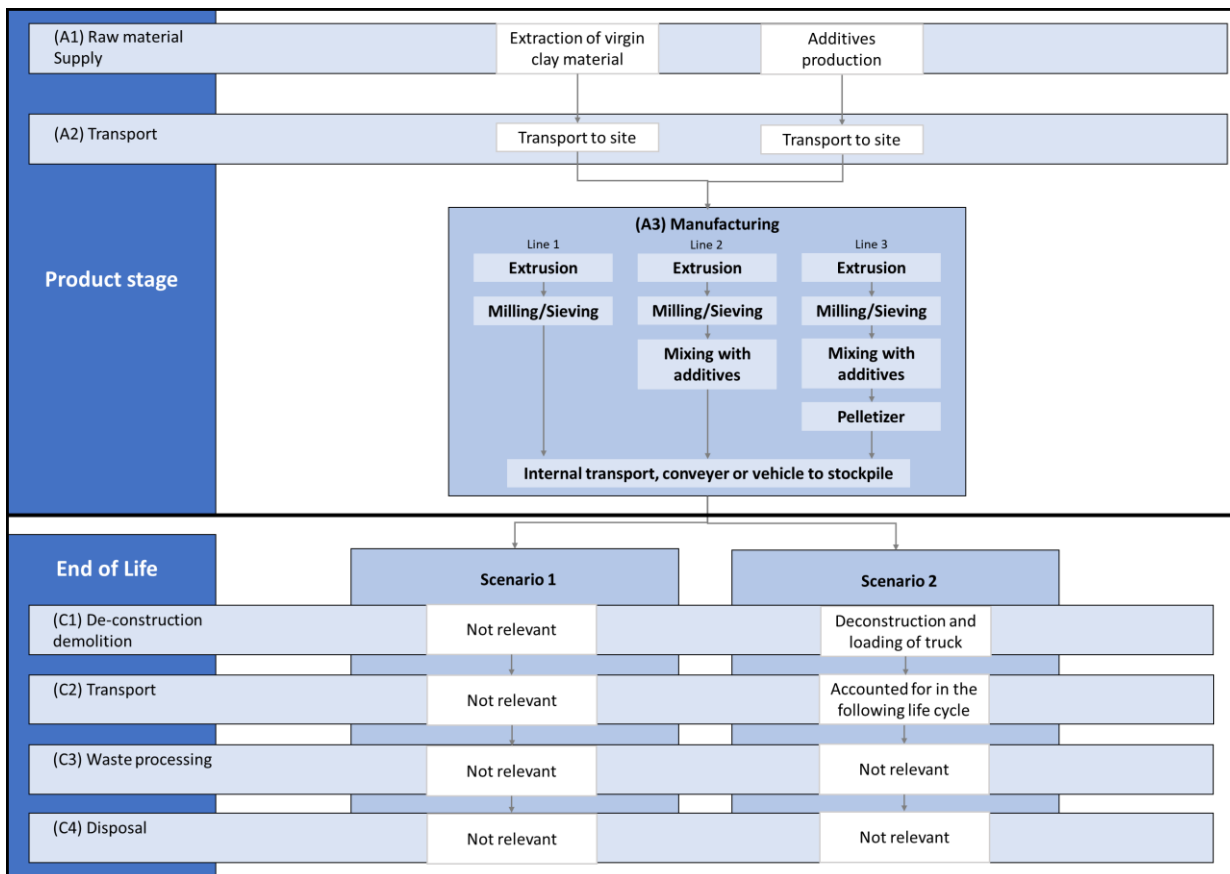 (A1) Raw material
Supply
Extraction of virgin
clay material
Additives
production
(A2) Transport
Transport to site
Transport to site
Product stage
(A3) Manufacturing
Line 1
Extrusion
Milling/Sieving
Line 2
Extrusion
Milling/Sieving
Mixing with
additives
Line 3
Extrusion
Milling/Sieving
Mixing with
additives
Pelletizer
Internal transport, conveyer or vehicle to stockpile
End of Life
Scenario 1
Scenario 2
(C1) De-construction
demolition
Not relevant
Deconstruction and
loading of truck
(C2) Transport
Not relevant
Accounted for in the
following life cycle
(C3) Waste processing
Not relevant
Not relevant
(C4) Disposal
Not relevant
Not relevant